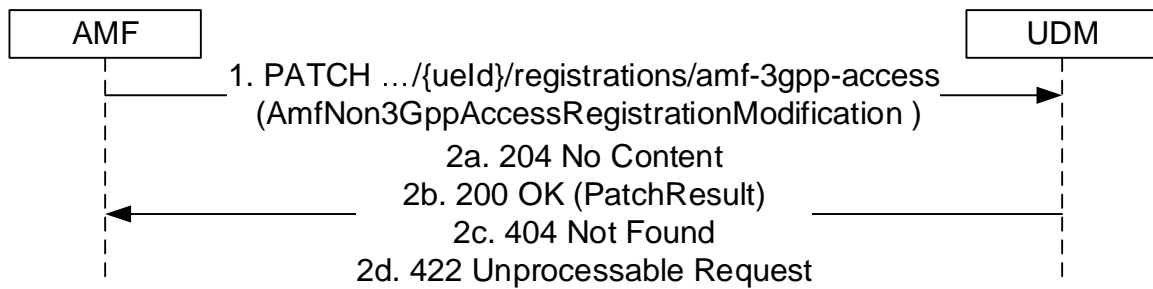 AMF
UDM
1. PATCH …/{ueId}/registrations/amf-3gpp-access
(AmfNon3GppAccessRegistrationModification )
2a. 204 No Content
2b. 200 OK (PatchResult)
2c. 404 Not Found
2d. 422 Unprocessable Request